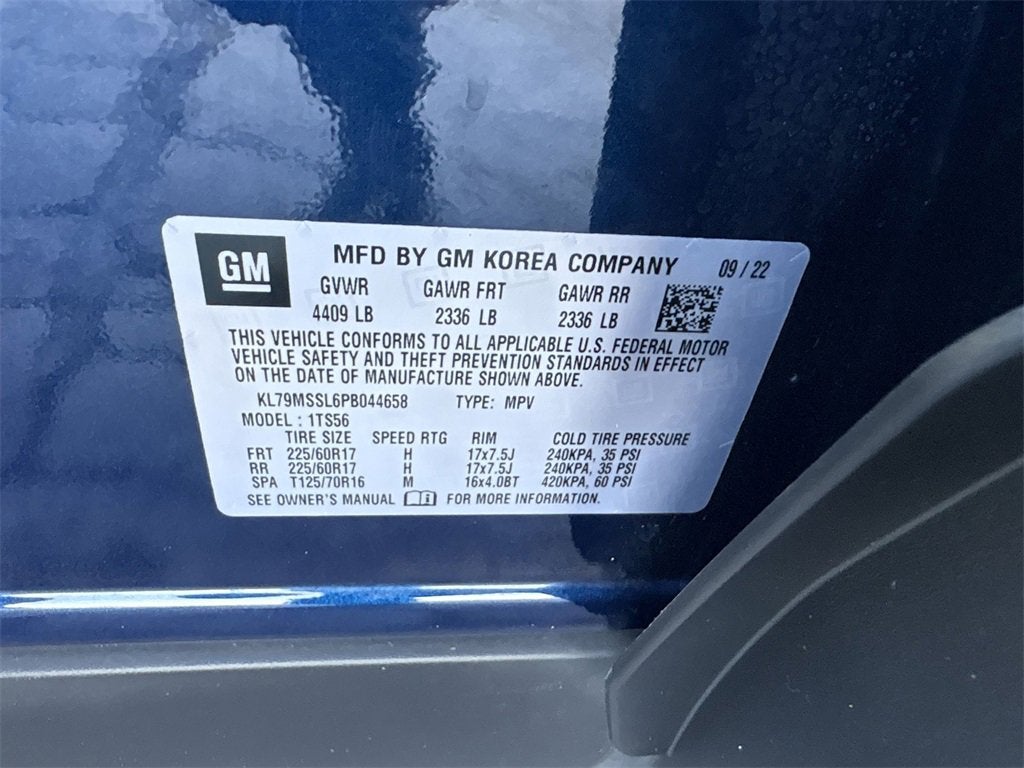 GM
MFD BY GM KOREA COMPANY 09/22
GVWR GAWR FRT GAWR RR
4409 LB 2336 LB 2336 LB
THIS VEHICLE CONFORMS TO ALL APPLICABLE U.S. FEDERAL MOTOR
VEHICLE SAFETY AND THEFT PREVENTION STANDARDS IN EFFECT
ON THE DATE OF MANUFACTURE SHOWN ABOVE.
KL79MSSL6PB044658 TYPE: MPV
MODEL : 1TS56
TIRE SIZE SPEED RTG RIM COLD TIRE PRESSURE
FRT 225/60R17 H 17x7.5J 240KPA, 35 PSI
RR 225/60R17 H 17x7.5J 240KPA, 35 PSI
SPA T125/70R16 M 16x4.0BT 420KPA, 60 PSI
SEE OWNER'S MANUAL FOR MORE INFORMATION.